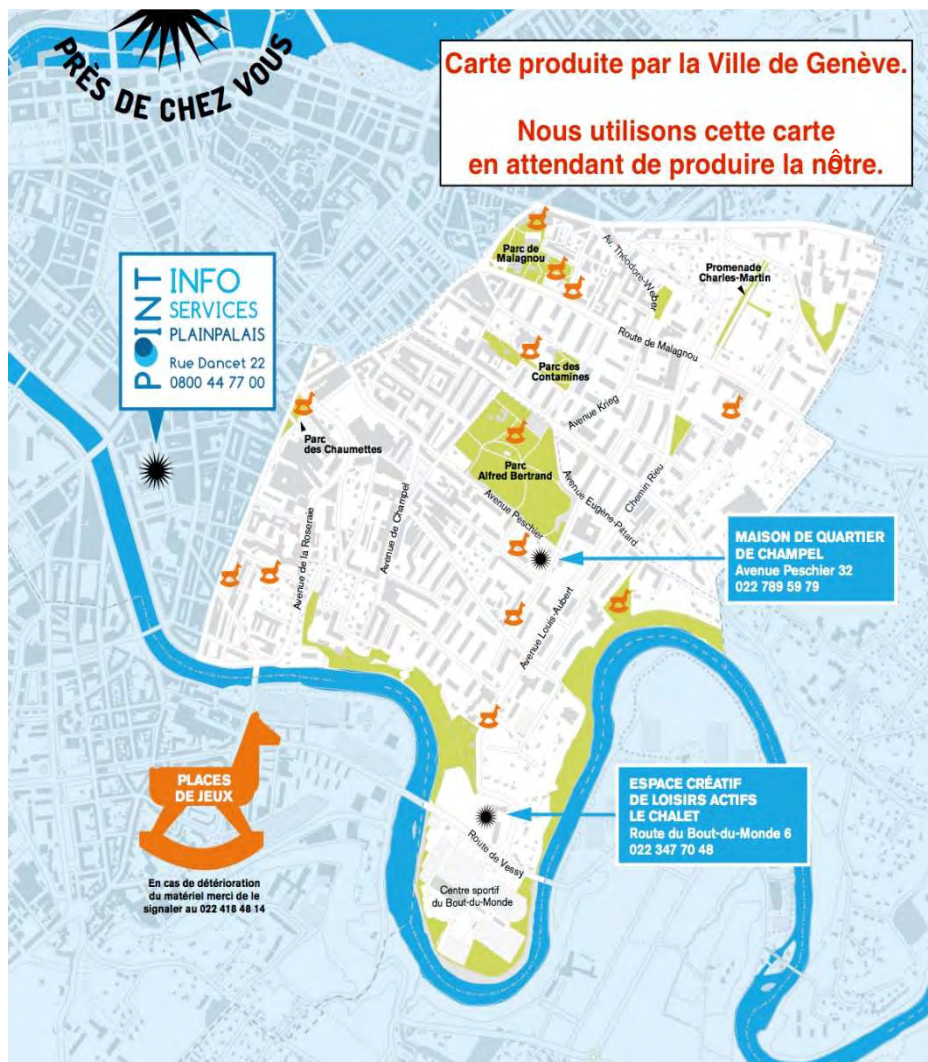 PRÈS DE CHEZ VOUS
Carte produite par la Ville de Genève.
Nous utilisons cette carte
en attendant de produire la nôtre.
POINT
INFO
SERVICES
PLAINPALAIS
Rue Dancet 22
0800 44 77 00
Parc de
Malagnou
Av. Théodore-Weber
Promenade
Charles-Martin
Route de Malagnou
Parc des
Contamines
Avenue Krieg
Parc
des Chaumettes
Parc
Alfred Bertrand
Avenue Eugène-Pittard
Chemin Rieu
Avenue Peschier
Avenue de Champel
Avenue de la Roseraie
MAISON DE QUARTIER
DE CHAMPEL
Avenue Peschier 32
022 789 59 79
Avenue Louis-Aubert
PLACES
DE JEUX
En cas de détérioration
du matériel merci de le
signaler au 022 418 48 14
ESPACE CRÉATIF
DE LOISIRS ACTIFS
LE CHALET
Route du Bout-du-Monde 6
022 347 70 48
Route de Vessy
Centre sportif
du Bout-du-Monde